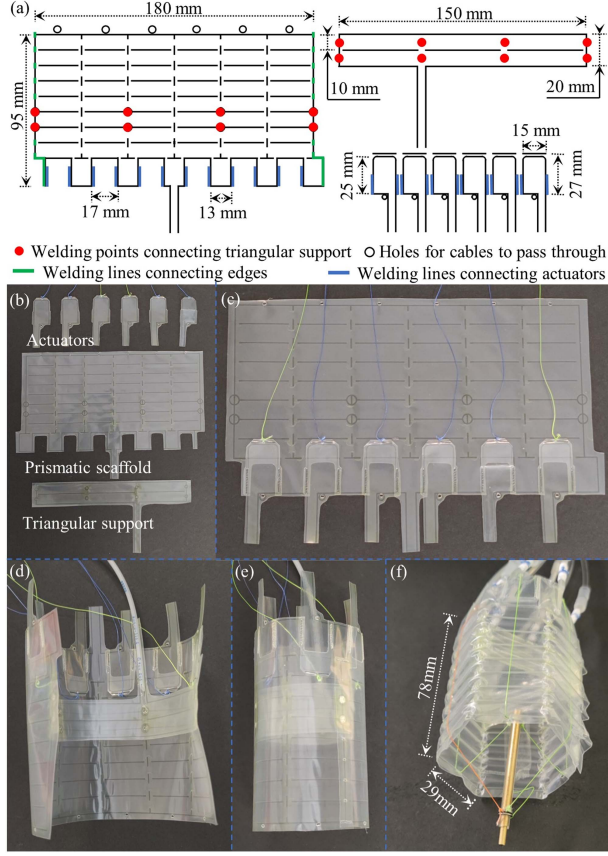 (a)
180 mm
95 mm
17 mm
13 mm
150 mm
10 mm
20 mm
15 mm
25 mm
27 mm
Welding points connecting triangular support
Holes for cables to pass through
Welding lines connecting edges
Welding lines connecting actuators
(b)
Actuators
Prismatic scaffold
Triangular support
(c)
(d)
(e)
(f)
78mm
29mm